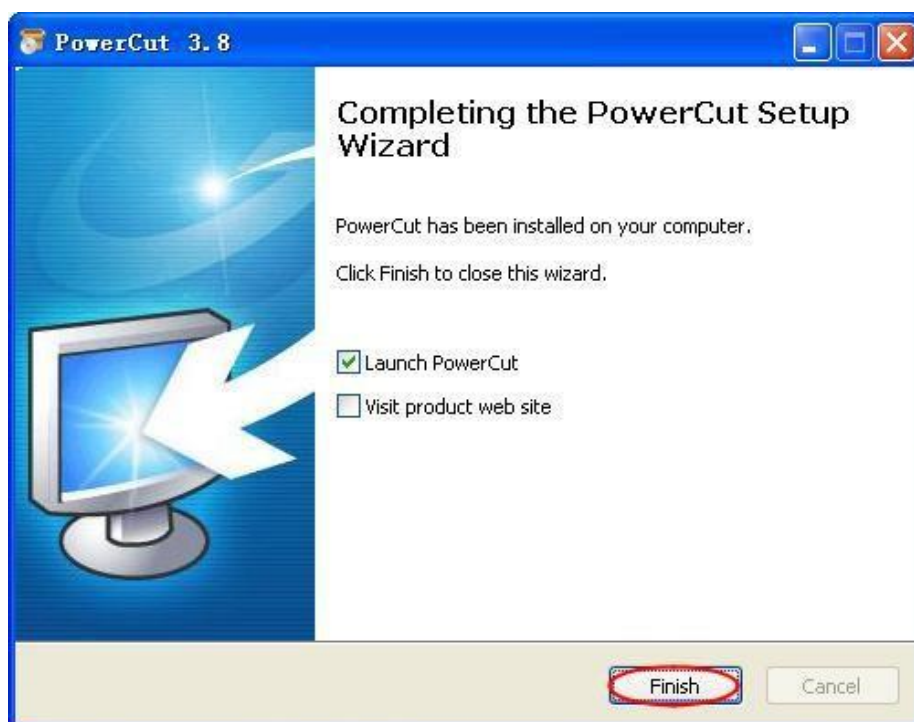 PowerCut 3.8
Completing the PowerCut Setup
Wizard
PowerCut has been installed on your computer.
Click Finish to close this wizard.
Launch PowerCut
Visit product web site
Finish
Cancel